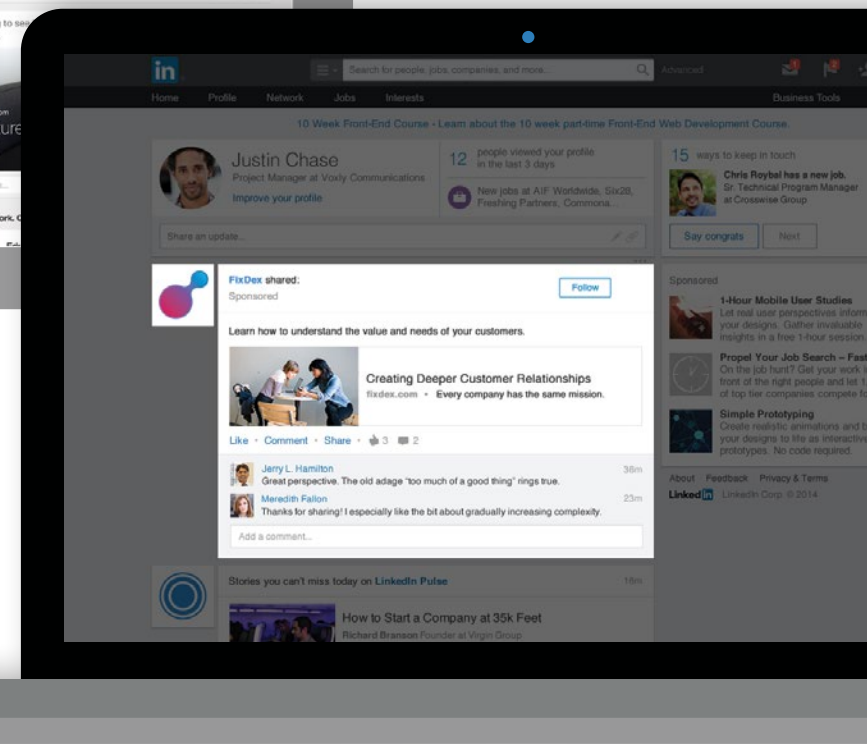 to see
om
ure
ork. C
in
Search for people, jobs, companies, and more...
Advanced
1
2
Home Profile Network Jobs Interests
Business Tools
10 Week Front-End Course - Learn about the 10 week part-time Front-End Web Development Course.
Justin Chase
Project Manager at Voxly Communications
Improve your profile
12 people viewed your profile
in the last 3 days
New jobs at AIF Worldwide, Six28,
Freshing Partners, Commona...
15 ways to keep in touch
Chris Roybal has a new job.
Sr. Technical Program Manager
at Crosswise Group
Say congrats Next
Share an update...
FixDex shared:
Sponsored
Follow
Learn how to understand the value and needs of your customers.
Creating Deeper Customer Relationships
fixdex.com • Every company has the same mission.
Like • Comment • Share • 3 2
Jerry L. Hamilton 38m
Great perspective. The old adage "too much of a good thing" rings true.
Meredith Fallon 23m
Thanks for sharing! I especially like the bit about gradually increasing complexity.
Add a comment...
Sponsored
1-Hour Mobile User Studies
Let real user perspectives inform
your designs. Gather invaluable
insights in a free 1-hour session.
Propel Your Job Search – Fast
On the job hunt? Get your work i
front of the right people and let 1
of top tier companies compete fo
Simple Prototyping
Create realistic animations and b
your designs to life as interactive
prototypes. No code required.
About Feedback Privacy & Terms
Linked in LinkedIn Corp. © 2014
Stories you can't miss today on LinkedIn Pulse 18m
How to Start a Company at 35k Feet
Richard Branson Founder at Virgin Group